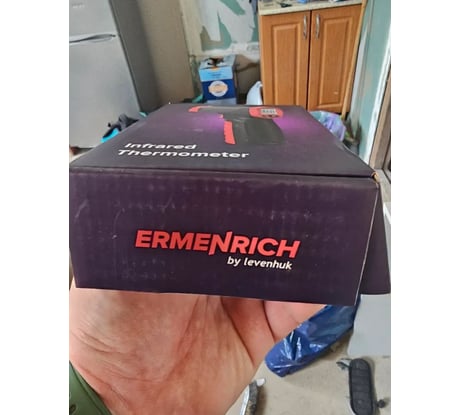 Infrared
Thermometer
ERMENRICH
by levenhuk